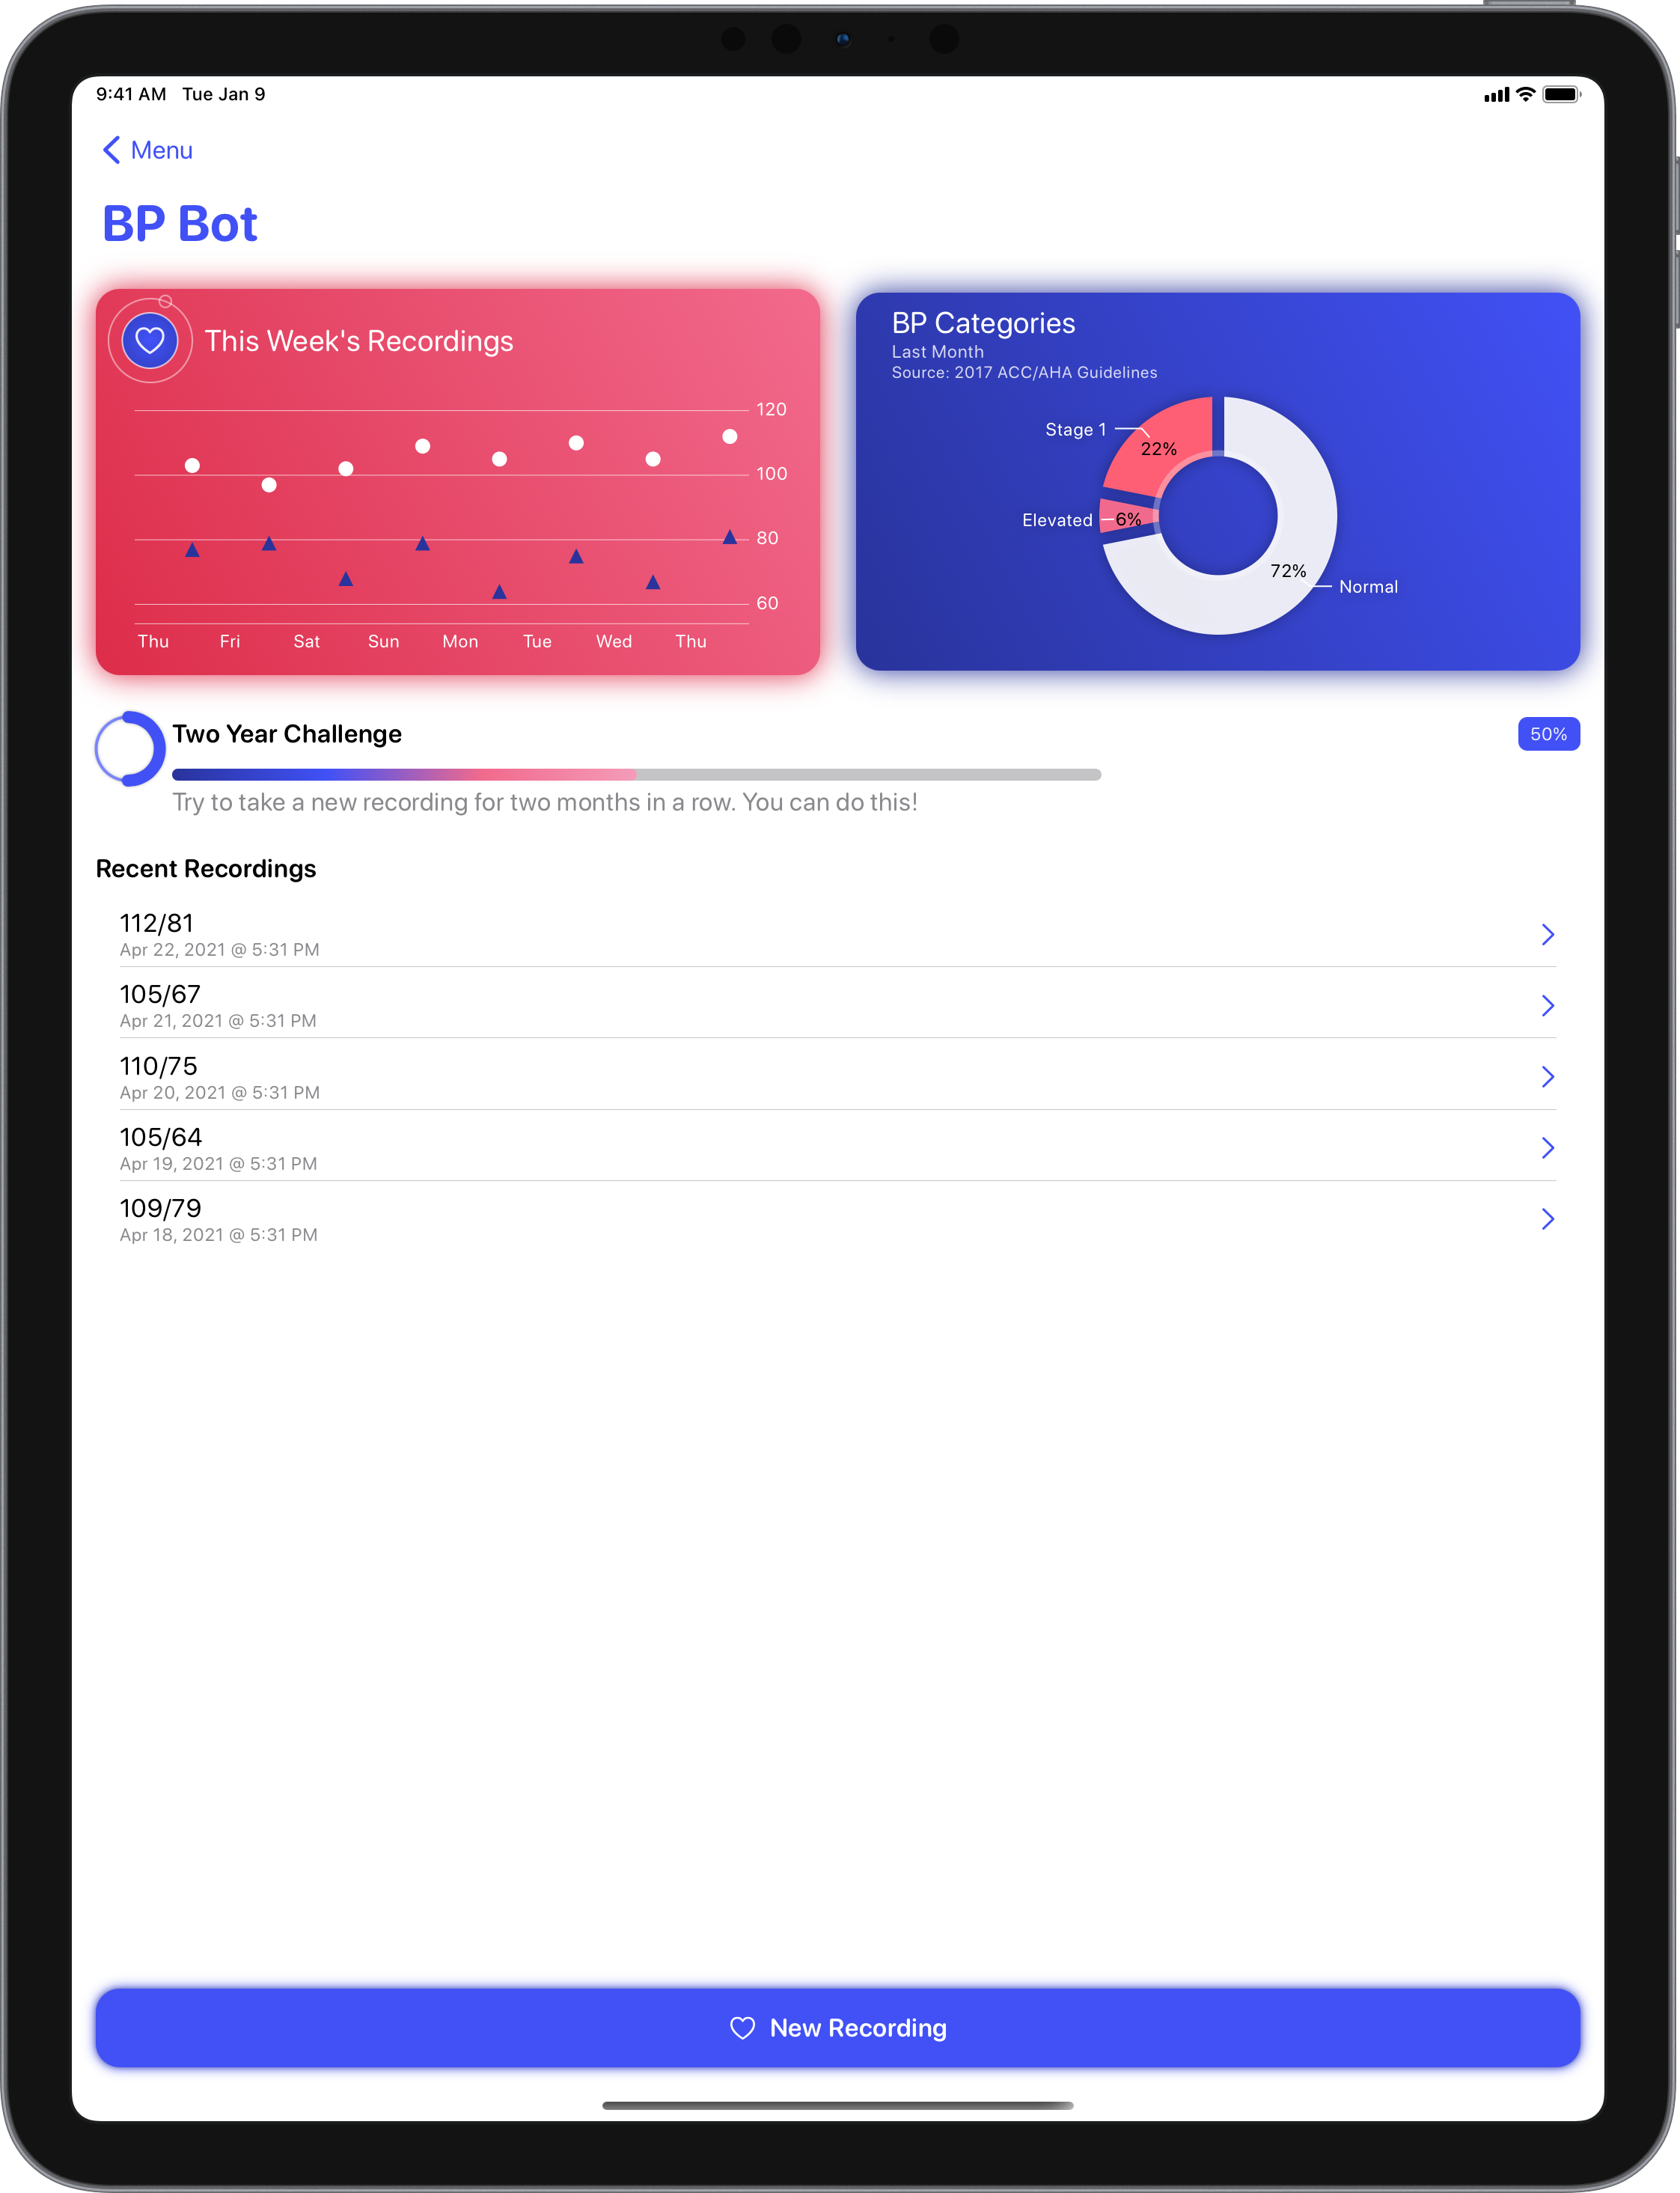 9:41 AM Tue Jan 9
Menu
BP Bot
This Week's Recordings
120
100
80
60
Thu Fri Sat Sun Mon Tue Wed Thu
BP Categories
Last Month
Source: 2017 ACC/AHA Guidelines
Stage 1
22%
Elevated
6%
72%
Normal
Two Year Challenge
50%
Try to take a new recording for two months in a row. You can do this!
Recent Recordings
112/81
Apr 22, 2021 @ 5:31 PM
105/67
Apr 21, 2021 @ 5:31 PM
110/75
Apr 20, 2021 @ 5:31 PM
105/64
Apr 19, 2021 @ 5:31 PM
109/79
Apr 18, 2021 @ 5:31 PM
New Recording